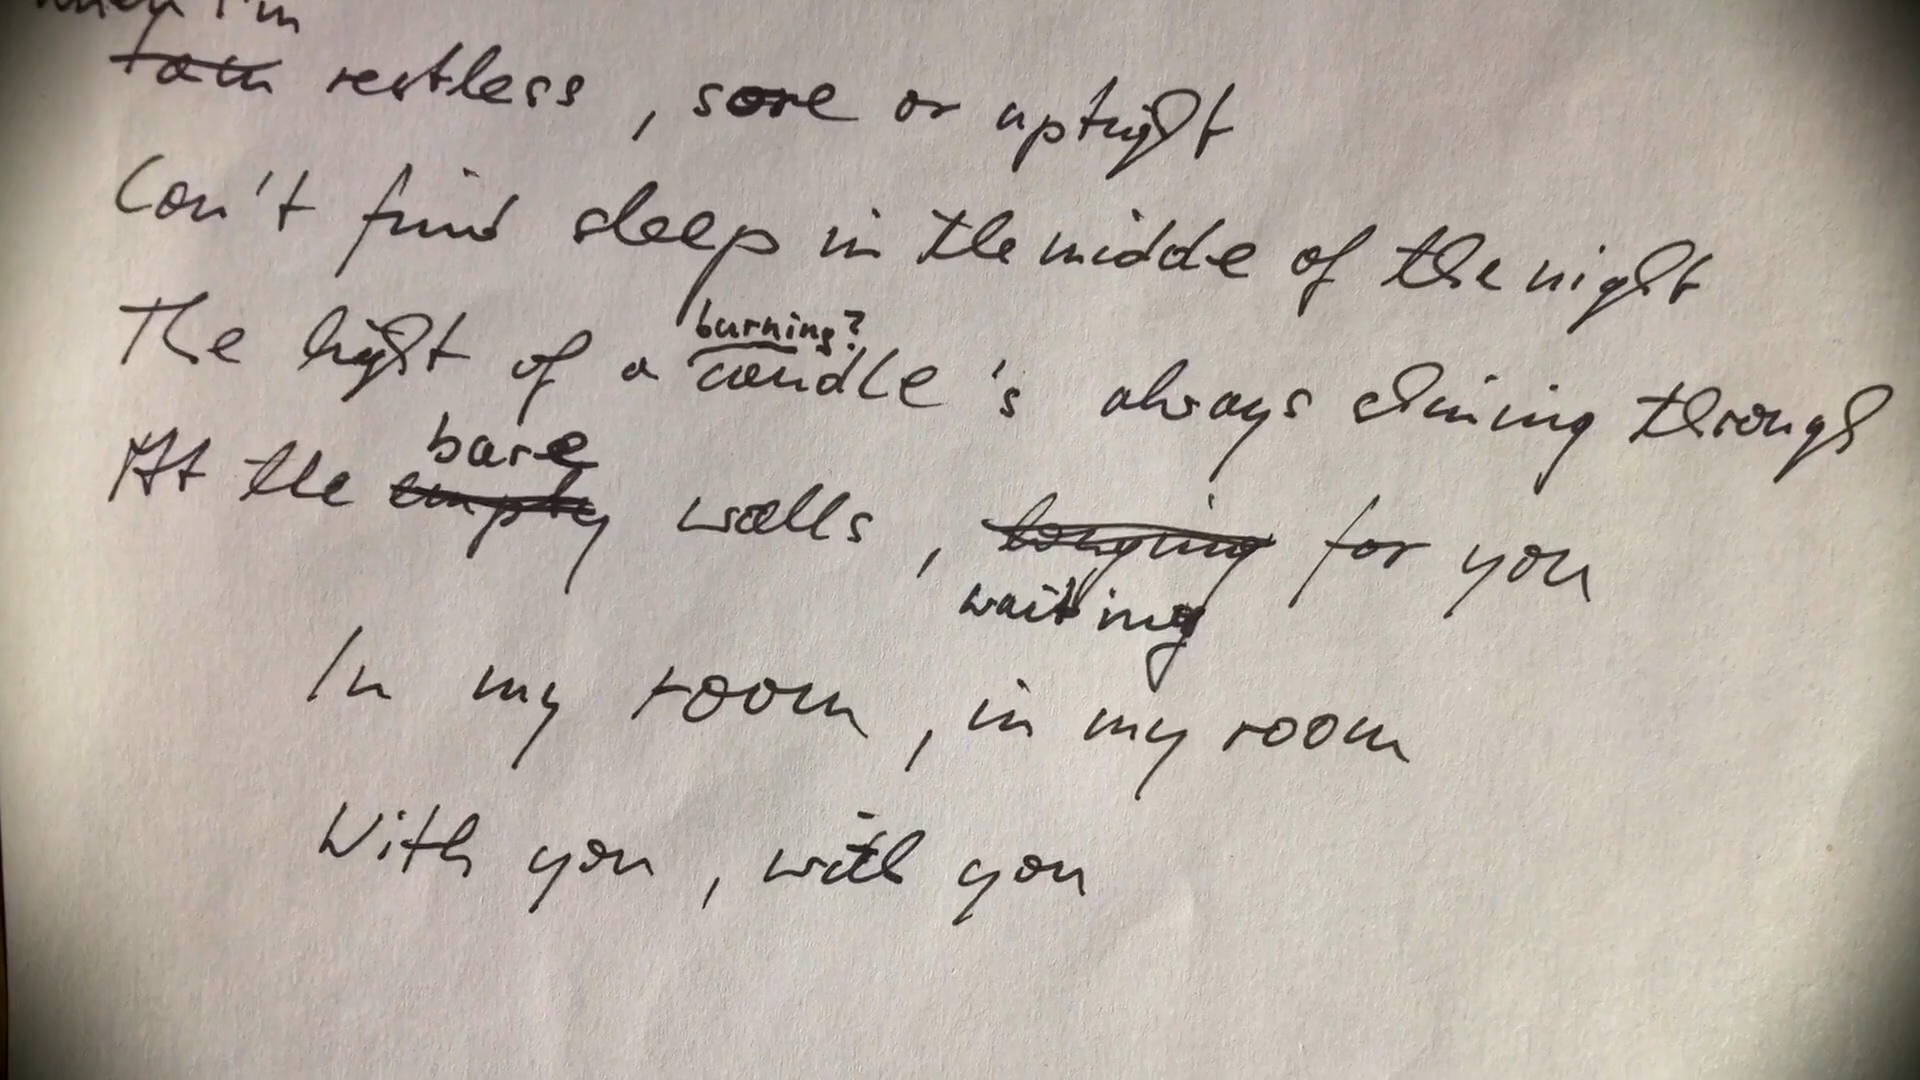 when I'm
restless, sore or uptight
Can't find sleep in the middle of the night
burning?
The light of a candle's always shining through
bare
At the empty walls, longing for you
waiting
In my room, in my room
With you, with you